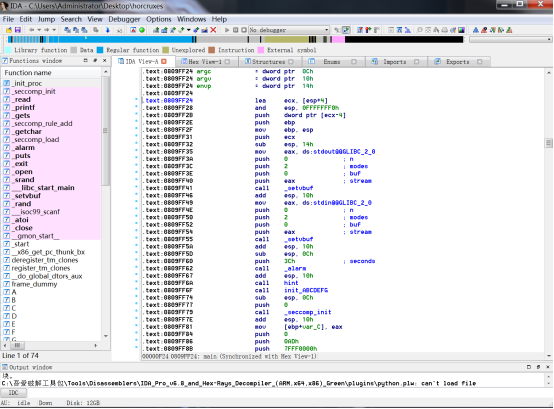 IDA - C:\Users\Administrator\Desktop\horcruxes
File Edit Jump Search View Debugger Options Windows Help
No debugger
Library function Data Regular function Unexplored Instruction External symbol
Functions window
IDA View-A Hex View-1 Structures Enums Imports Exports
Function name
_init_proc
_seccomp_init
_read
_printf
_gets
_seccomp_rule_add
_getchar
_seccomp_load
_alarm
_puts
_exit
_open
_srand
___libc_start_main
_setvbuf
_rand
___isoc99_scanf
_atoi
_close
__gmon_start__
_start
__x86_get_pc_thunk_bx
deregister_tm_clones
register_tm_clones
__do_global_dtors_aux
frame_dummy
A
B
C
D
E
F
G
Line 1 of 74
.text:0809FF24 argc = dword ptr 0Ch
.text:0809FF24 argv = dword ptr 10h
.text:0809FF24 envp = dword ptr 14h
.text:0809FF24
.text:0809FF24 lea ecx, [esp+4]
.text:0809FF28 and esp, 0FFFFFFF0h
.text:0809FF2B push dword ptr [ecx-4]
.text:0809FF2E push ebp
.text:0809FF2F mov ebp, esp
.text:0809FF31 push ecx
.text:0809FF32 sub esp, 14h
.text:0809FF35 mov eax, ds:stdout@@GLIBC_2_0
.text:0809FF3A push 0 ; n
.text:0809FF3C push 2 ; modes
.text:0809FF3E push 0 ; buf
.text:0809FF40 push eax ; stream
.text:0809FF41 call _setvbuf
.text:0809FF46 add esp, 10h
.text:0809FF49 mov eax, ds:stdin@@GLIBC_2_0
.text:0809FF4E push 0 ; n
.text:0809FF50 push 2 ; modes
.text:0809FF52 push 0 ; buf
.text:0809FF54 push eax ; stream
.text:0809FF55 call _setvbuf
.text:0809FF5A add esp, 10h
.text:0809FF5D sub esp, 0Ch
.text:0809FF60 push 3Ch ; seconds
.text:0809FF62 call _alarm
.text:0809FF67 add esp, 10h
.text:0809FF6A call hint
.text:0809FF6F call init_ABCDEFG
.text:0809FF74 sub esp, 0Ch
.text:0809FF77 push 0
.text:0809FF79 call _seccomp_init
.text:0809FF7E add esp, 10h
.text:0809FF81 mov [ebp+var_C], eax
.text:0809FF84 push 0
.text:0809FF86 push 0ADh
.text:0809FF8B push 7FFF0000h
00000F24 0809FF24: main (Synchronized with Hex View-1)
Output window
块。
C:\吾爱破解工具包\Tools\Disassemblers\IDA_Pro_v6.8_and_Hex-Rays_Decompiler_(ARM,x64,x86)_Green\plugins\python.plw: can't load file
IDC
AU: idle Down Disk: 12GB